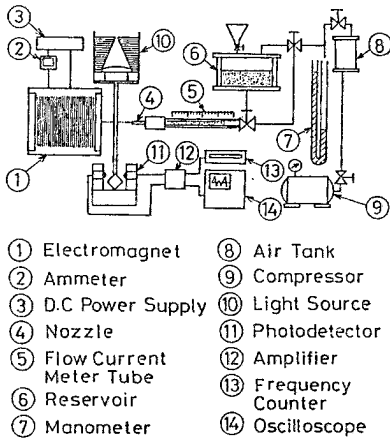 3
2
10
6
8
5
4
7
1
11
12
13
14
9
① Electromagnet
② Ammeter
③ D.C Power Supply
④ Nozzle
⑤ Flow Current
Meter Tube
⑥ Reservoir
⑦ Manometer
⑧ Air Tank
⑨ Compressor
⑩ Light Source
⑪ Photodetector
⑫ Amplifier
⑬ Frequency
Counter
⑭ Oscilloscope